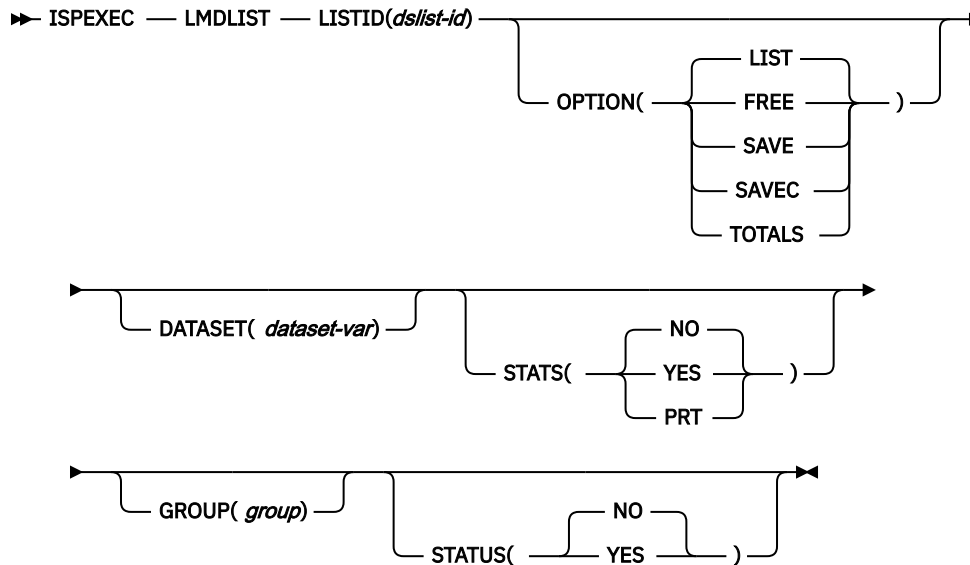 ISPEXEC LMDLIST LISTID(dslist-id)
OPTION( LIST )
FREE
SAVE
SAVEC
TOTALS
DATASET( dataset-var)
STATS( NO )
YES
PRT
GROUP( group)
STATUS( NO )
YES